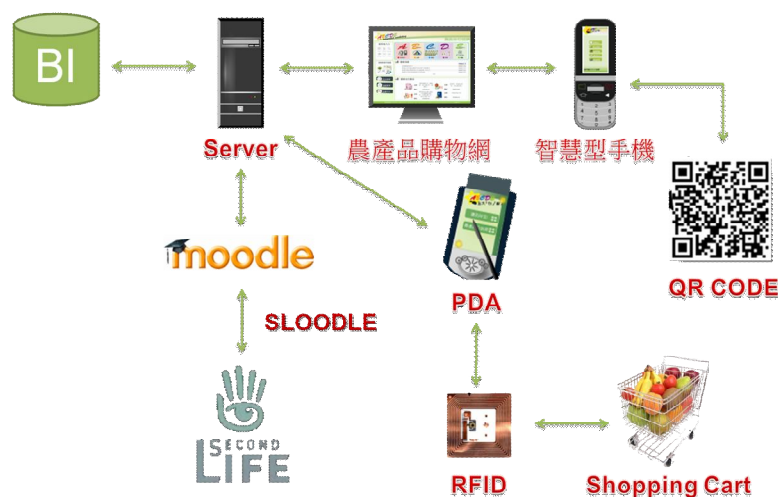 BI
Server
農產品購物網
智慧型手機
moodle
PDA
QR CODE
SLOODLE
SECOND
LIFE
RFID
Shopping Cart